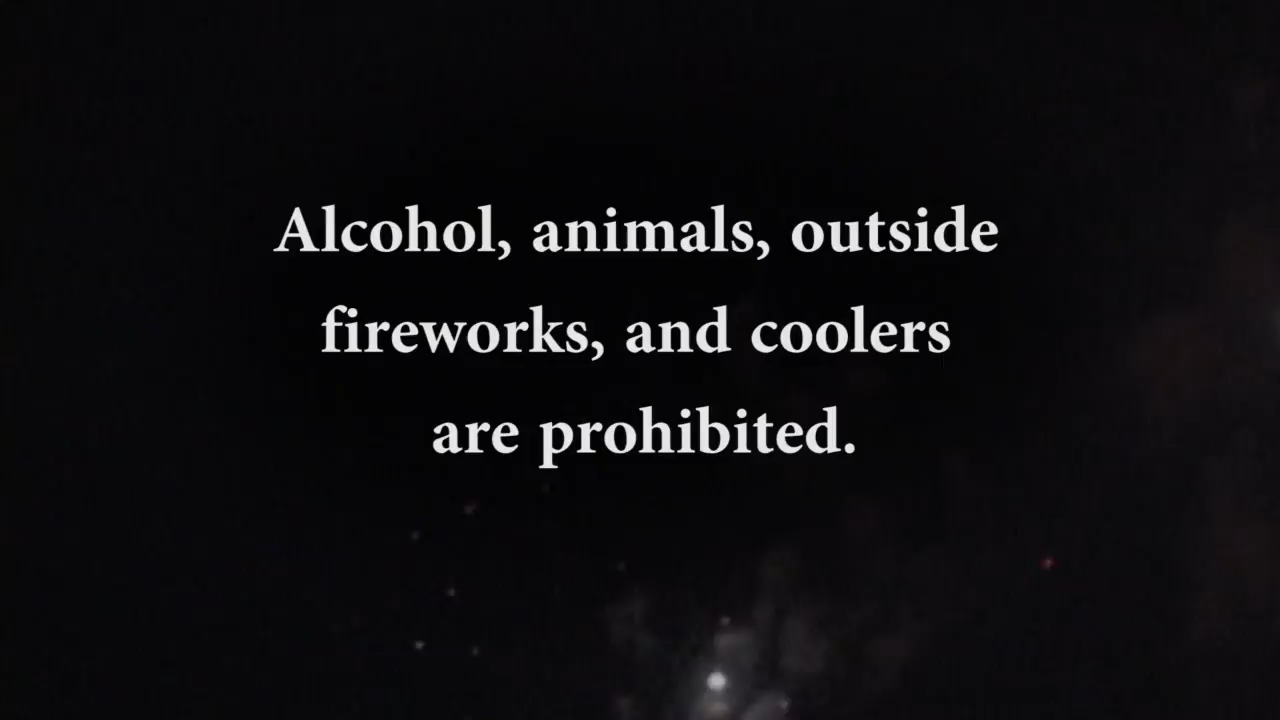 Alcohol, animals, outside
fireworks, and coolers
are prohibited.